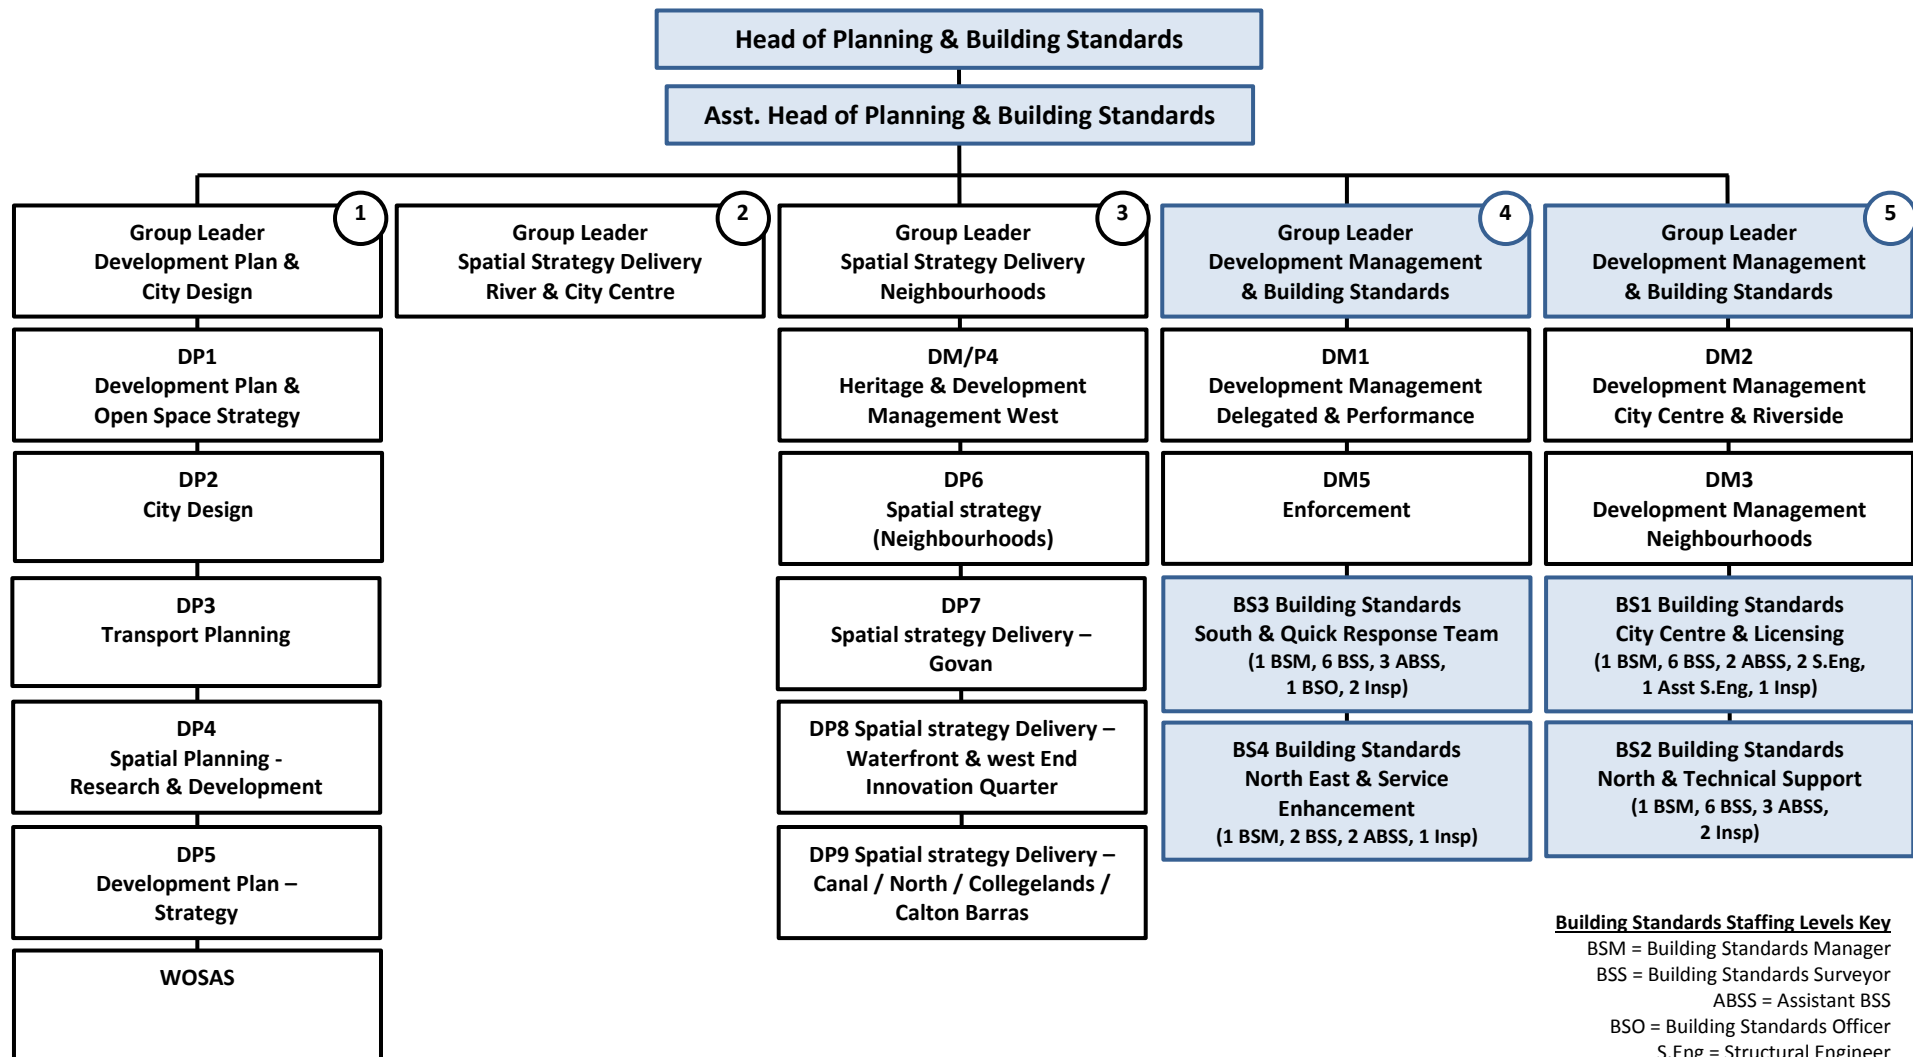 Head of Planning & Building Standards
Asst. Head of Planning & Building Standards
1
Group Leader
Development Plan &
City Design
2
Group Leader
Spatial Strategy Delivery
River & City Centre
3
Group Leader
Spatial Strategy Delivery
Neighbourhoods
4
Group Leader
Development Management
& Building Standards
5
Group Leader
Development Management
& Building Standards
DP1
Development Plan &
Open Space Strategy
DP2
City Design
DP3
Transport Planning
DP4
Spatial Planning -
Research & Development
DP5
Development Plan –
Strategy
WOSAS
DM/P4
Heritage & Development
Management West
DP6
Spatial strategy
(Neighbourhoods)
DP7
Spatial strategy Delivery –
Govan
DP8 Spatial strategy Delivery –
Waterfront & west End
Innovation Quarter
DP9 Spatial strategy Delivery –
Canal / North / Collegelands /
Calton Barras
DM1
Development Management
Delegated & Performance
DM5
Enforcement
BS3 Building Standards
South & Quick Response Team
(1 BSM, 6 BSS, 3 ABSS,
1 BSO, 2 Insp)
BS4 Building Standards
North East & Service
Enhancement
(1 BSM, 2 BSS, 2 ABSS, 1 Insp)
DM2
Development Management
City Centre & Riverside
DM3
Development Management
Neighbourhoods
BS1 Building Standards
City Centre & Licensing
(1 BSM, 6 BSS, 2 ABSS, 2 S.Eng,
1 Asst S.Eng, 1 Insp)
BS2 Building Standards
North & Technical Support
(1 BSM, 6 BSS, 3 ABSS,
2 Insp)
Building Standards Staffing Levels Key
BSM = Building Standards Manager
BSS = Building Standards Surveyor
ABSS = Assistant BSS
BSO = Building Standards Officer
S.Eng = Structural Engineer